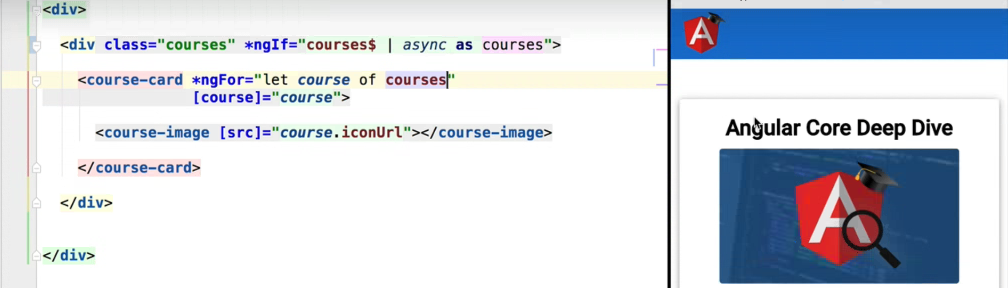 <div>
<div class="courses" *ngIf="courses$ | async as courses">
<course-card *ngFor="let course of courses"
[course]="course">
<course-image [src]="course.iconUrl"></course-image>
</course-card>
</div>
</div>
A
Angular Core Deep Dive
A